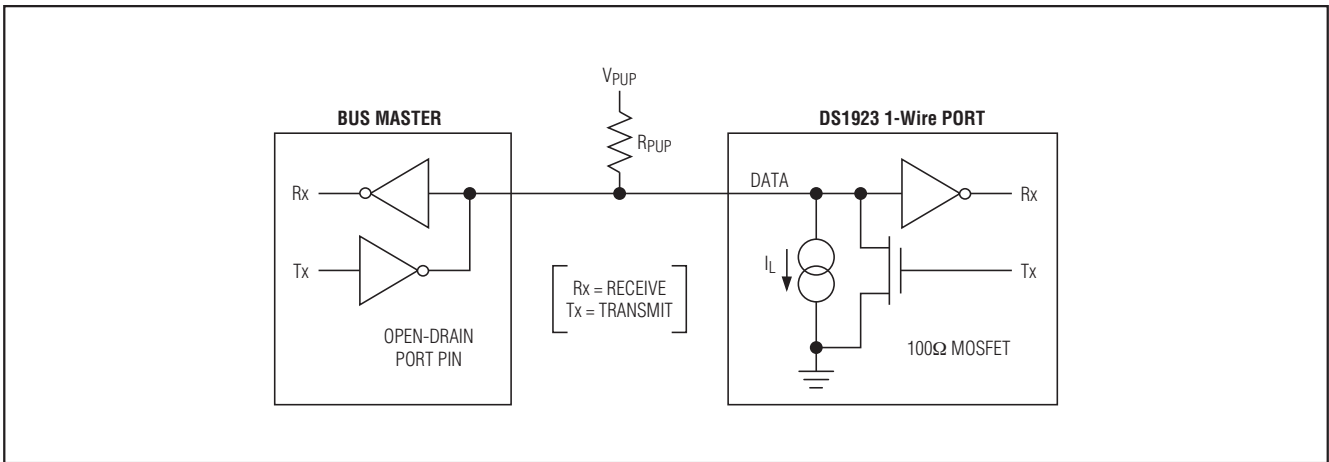 VPUP
BUS MASTER
DS1923 1-Wire PORT
RPUP
Rx
DATA
Rx
Tx
IL
Tx
Rx = RECEIVE
Tx = TRANSMIT
OPEN-DRAIN
PORT PIN
100Ω MOSFET